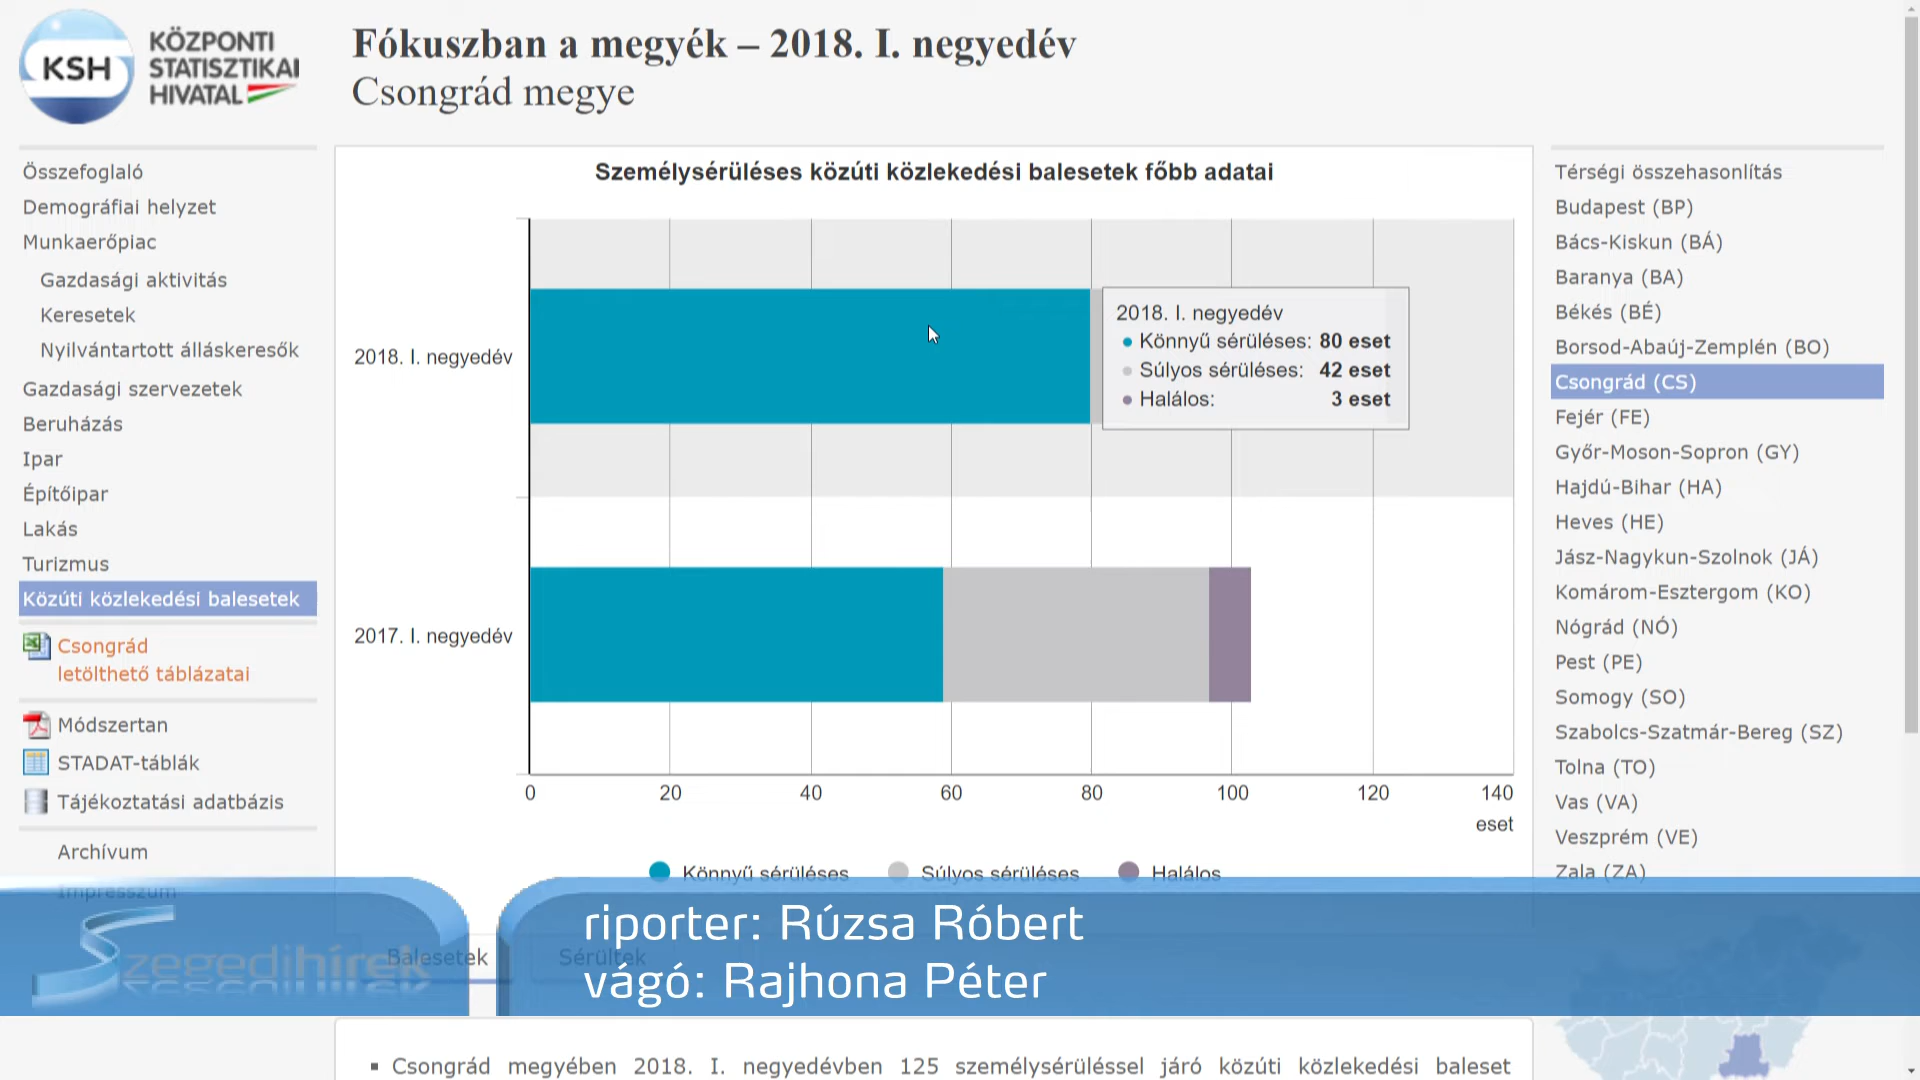 KSH
KÖZPONTI
STATISZTIKAI
HIVATAL
Fókuszban a megyék – 2018. I. negyedév
Csongrád megye
Összefoglaló
Demográfiai helyzet
Munkaerőpiac
Gazdasági aktivitás
Keresetek
Nyilvántartott álláskeresők
Gazdasági szervezetek
Beruházás
Ipar
Építőipar
Lakás
Turizmus
Közúti közlekedési balesetek
Csongrád
letölthető táblázatai
Módszertan
STADAT-táblák
Tájékoztatási adatbázis
Archívum
Impresszum
Személysérüléses közúti közlekedési balesetek főbb adatai
2018. I. negyedév
2018. I. negyedév
Könnyű sérüléses: 80 eset
Súlyos sérüléses: 42 eset
Halálos: 3 eset
2017. I. negyedév
0 20 40 60 80 100 120 140
eset
Könnyű sérüléses Súlyos sérüléses Halálos
Balesetek Sérültek
Csongrád megyében 2018. I. negyedévben 125 személysérüléssel járó közúti közlekedési baleset
Térségi összehasonlítás
Budapest (BP)
Bács-Kiskun (BÁ)
Baranya (BA)
Békés (BÉ)
Borsod-Abaúj-Zemplén (BO)
Csongrád (CS)
Fejér (FE)
Győr-Moson-Sopron (GY)
Hajdú-Bihar (HA)
Heves (HE)
Jász-Nagykun-Szolnok (JÁ)
Komárom-Esztergom (KO)
Nógrád (NÓ)
Pest (PE)
Somogy (SO)
Szabolcs-Szatmár-Bereg (SZ)
Tolna (TO)
Vas (VA)
Veszprém (VE)
Zala (ZA)
Szegedihírek
riporter: Rúzsa Róbert
vágó: Rajhona Péter